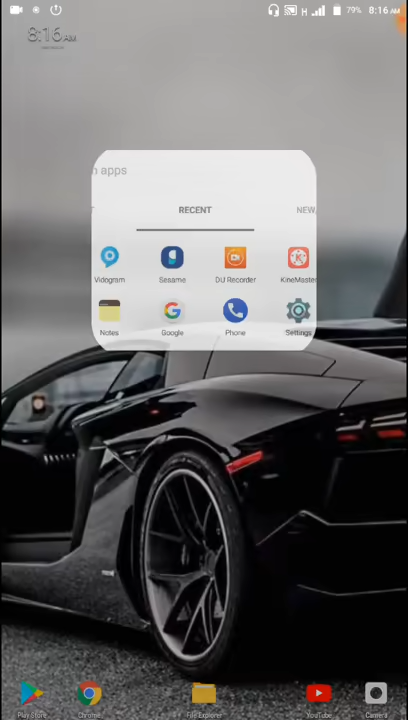 79% 8:16 AM
8:16 AM
apps
RECENT
NEW
Vidogram Sesame DU Recorder KineMaster
Notes Google Phone Settings
Play Store Chrome File Explorer YouTube Camera